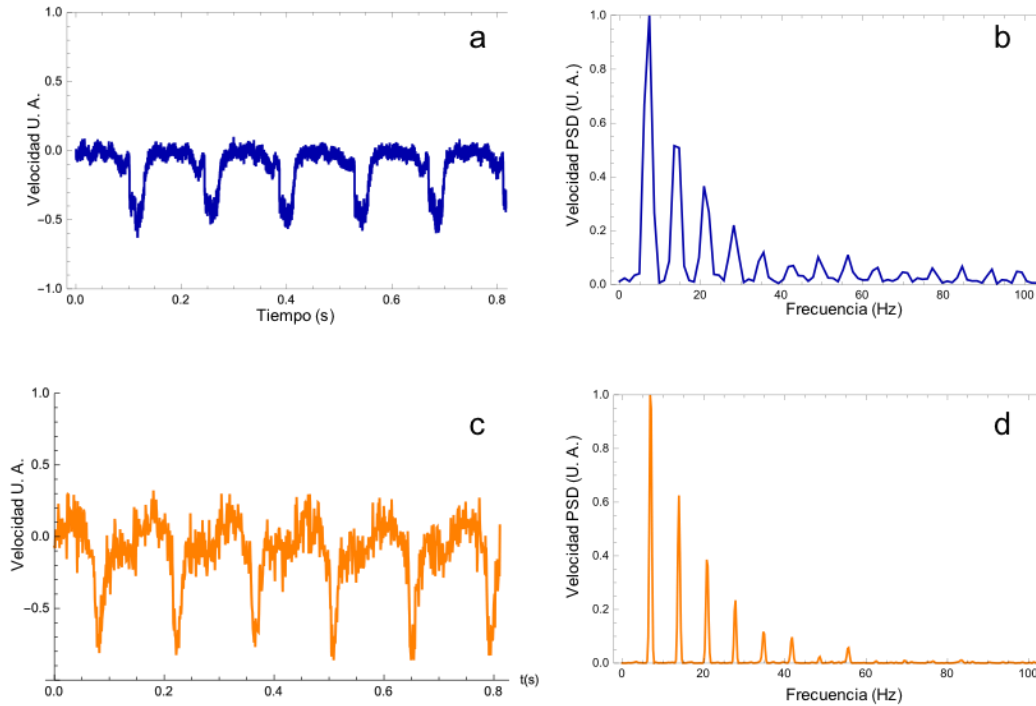 a
1.0
0.5
0.0
−0.5
−1.0
Velocidad U. A.
0.0 0.2 0.4 0.6 0.8
Tiempo (s)
b
1.0
0.8
0.6
0.4
0.2
0.0
Velocidad PSD (U. A.)
0 20 40 60 80 100
Frecuencia (Hz)
c
1.0
0.5
0.0
−0.5
Velocidad U. A.
0.0 0.2 0.4 0.6 0.8 t(s)
d
1.0
0.8
0.6
0.4
0.2
0.0
Velocidad PSD (U. A.)
0 20 40 60 80 100
Frecuencia (Hz)